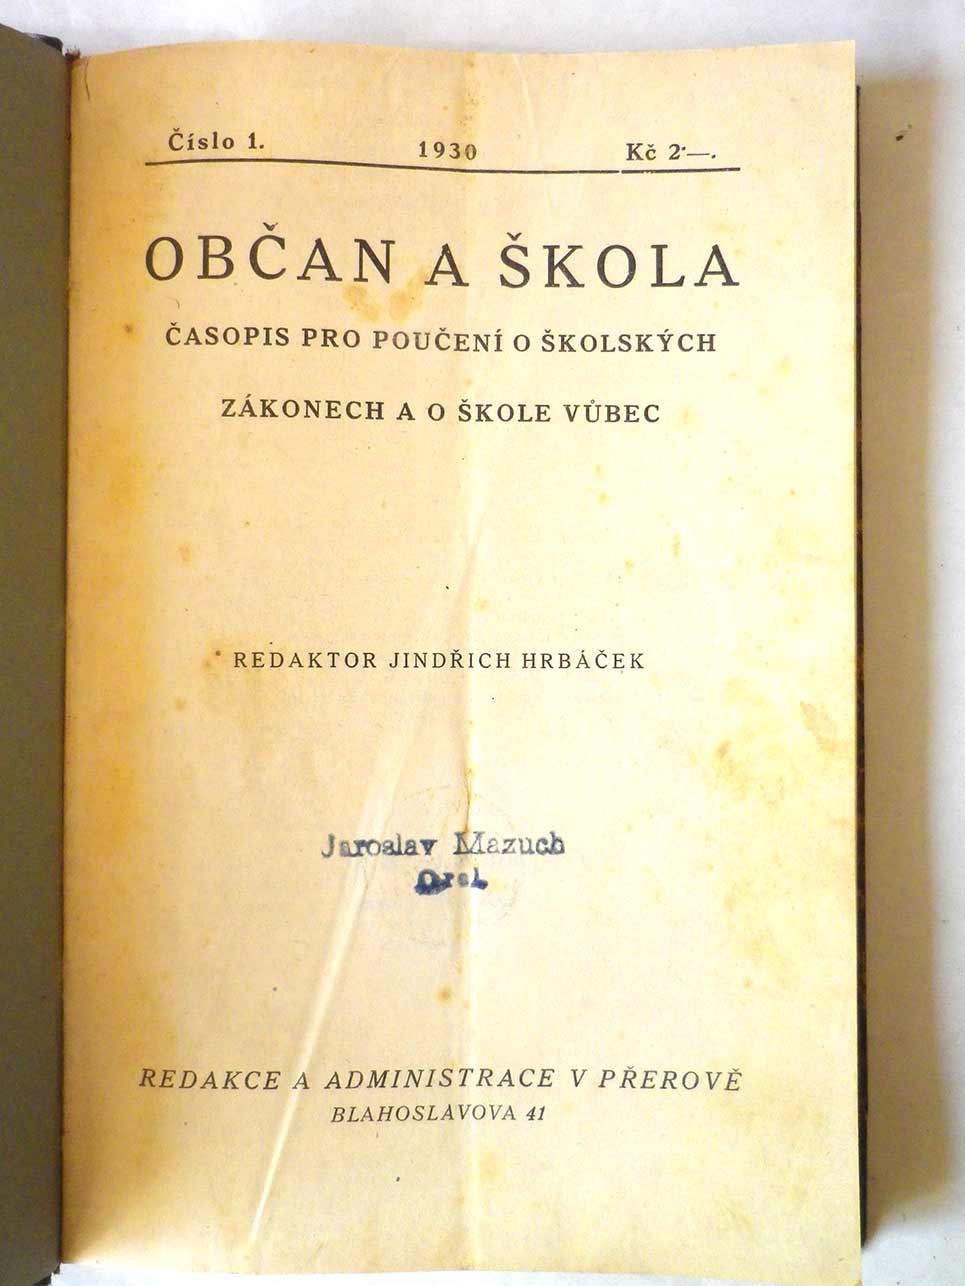 Číslo 1. 1930 Kč 2·—.
OBČAN A ŠKOLA
ČASOPIS PRO POUČENÍ O ŠKOLSKÝCH
ZÁKONECH A O ŠKOLE VŮBEC
REDAKTOR JINDŘICH HRBÁČEK
Jaroslav Mazuch
Orel
REDAKCE A ADMINISTRACE V PŘEROVĚ
BLAHOSLAVOVA 41